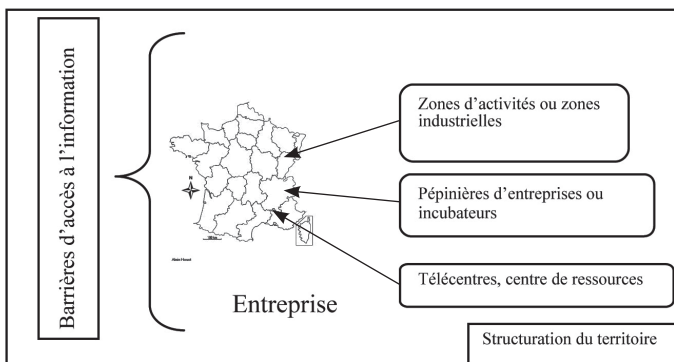 Barrières d'accès à l'information
Zones d'activités ou zones
industrielles
N
Pépinières d'entreprises ou
incubateurs
Télécentres, centre de ressources
Entreprise
Structuration du territoire